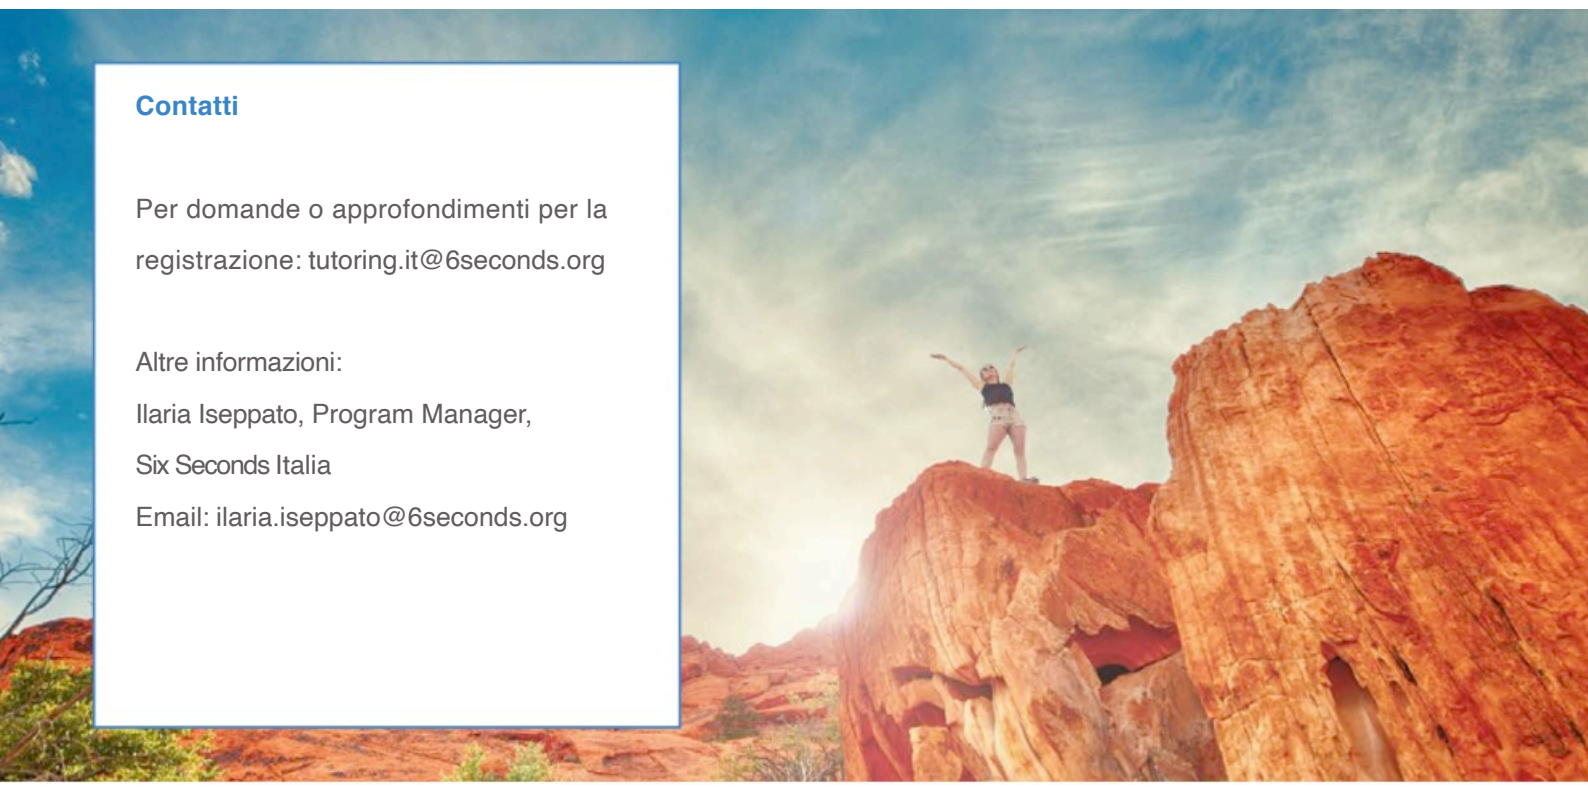 Contatti
Per domande o approfondimenti per la
registrazione: tutoring.it@6seconds.org
Altre informazioni:
Ilaria Iseppato, Program Manager,
Six Seconds Italia
Email: ilaria.iseppato@6seconds.org